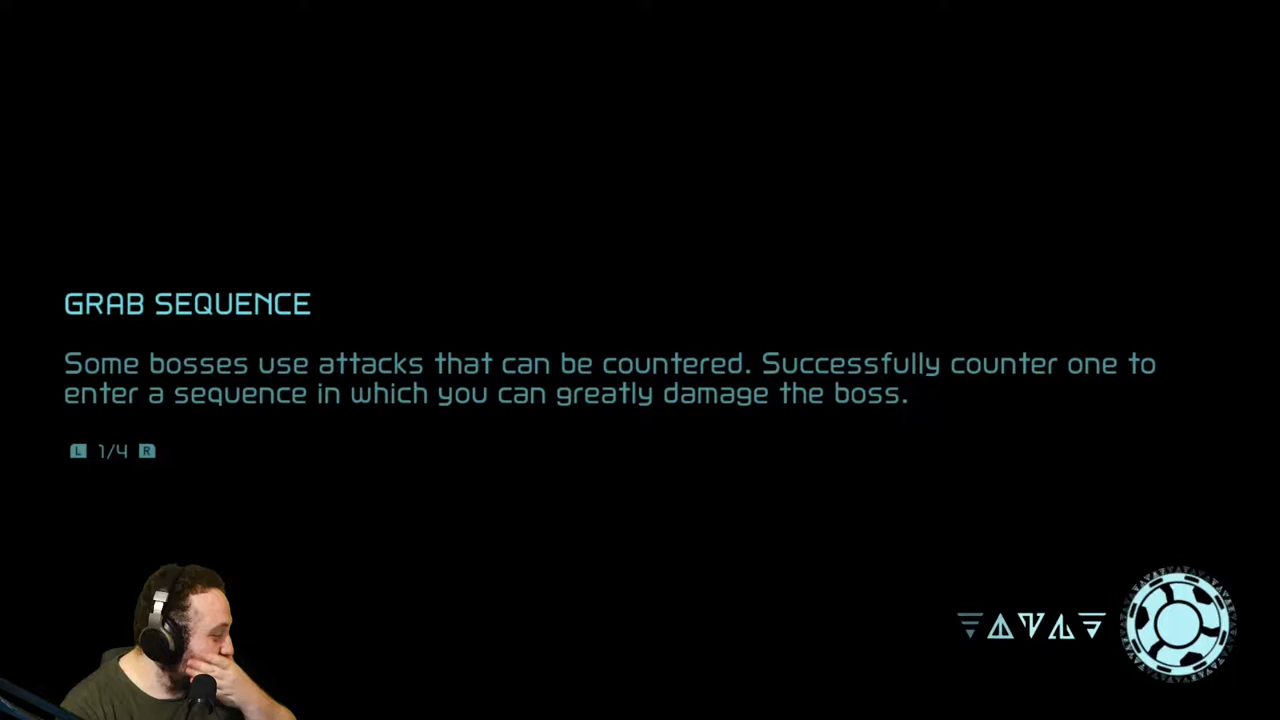 GRAB SEQUENCE
Some bosses use attacks that can be countered. Successfully counter one to
enter a sequence in which you can greatly damage the boss.
L 1/4 R